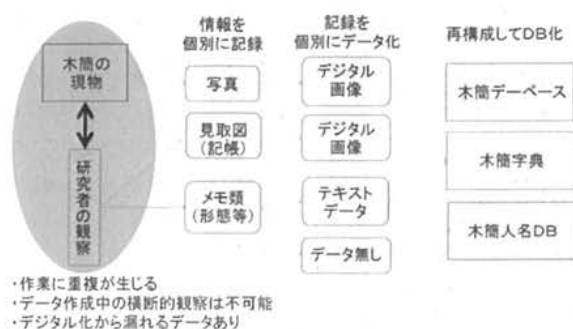 情報を
個別に記録
記録を
個別にデータ化
再構成してDB化
木簡の
現物
研究者の観察
写真
見取図
(記帳)
メモ類
(形態等)
デジタル
画像
デジタル
画像
テキスト
データ
データ無し
木簡デーベース
木簡字典
木簡人名DB
・作業に重複が生じる
・データ作成中の横断的観察は不可能
・デジタル化から漏れるデータあり